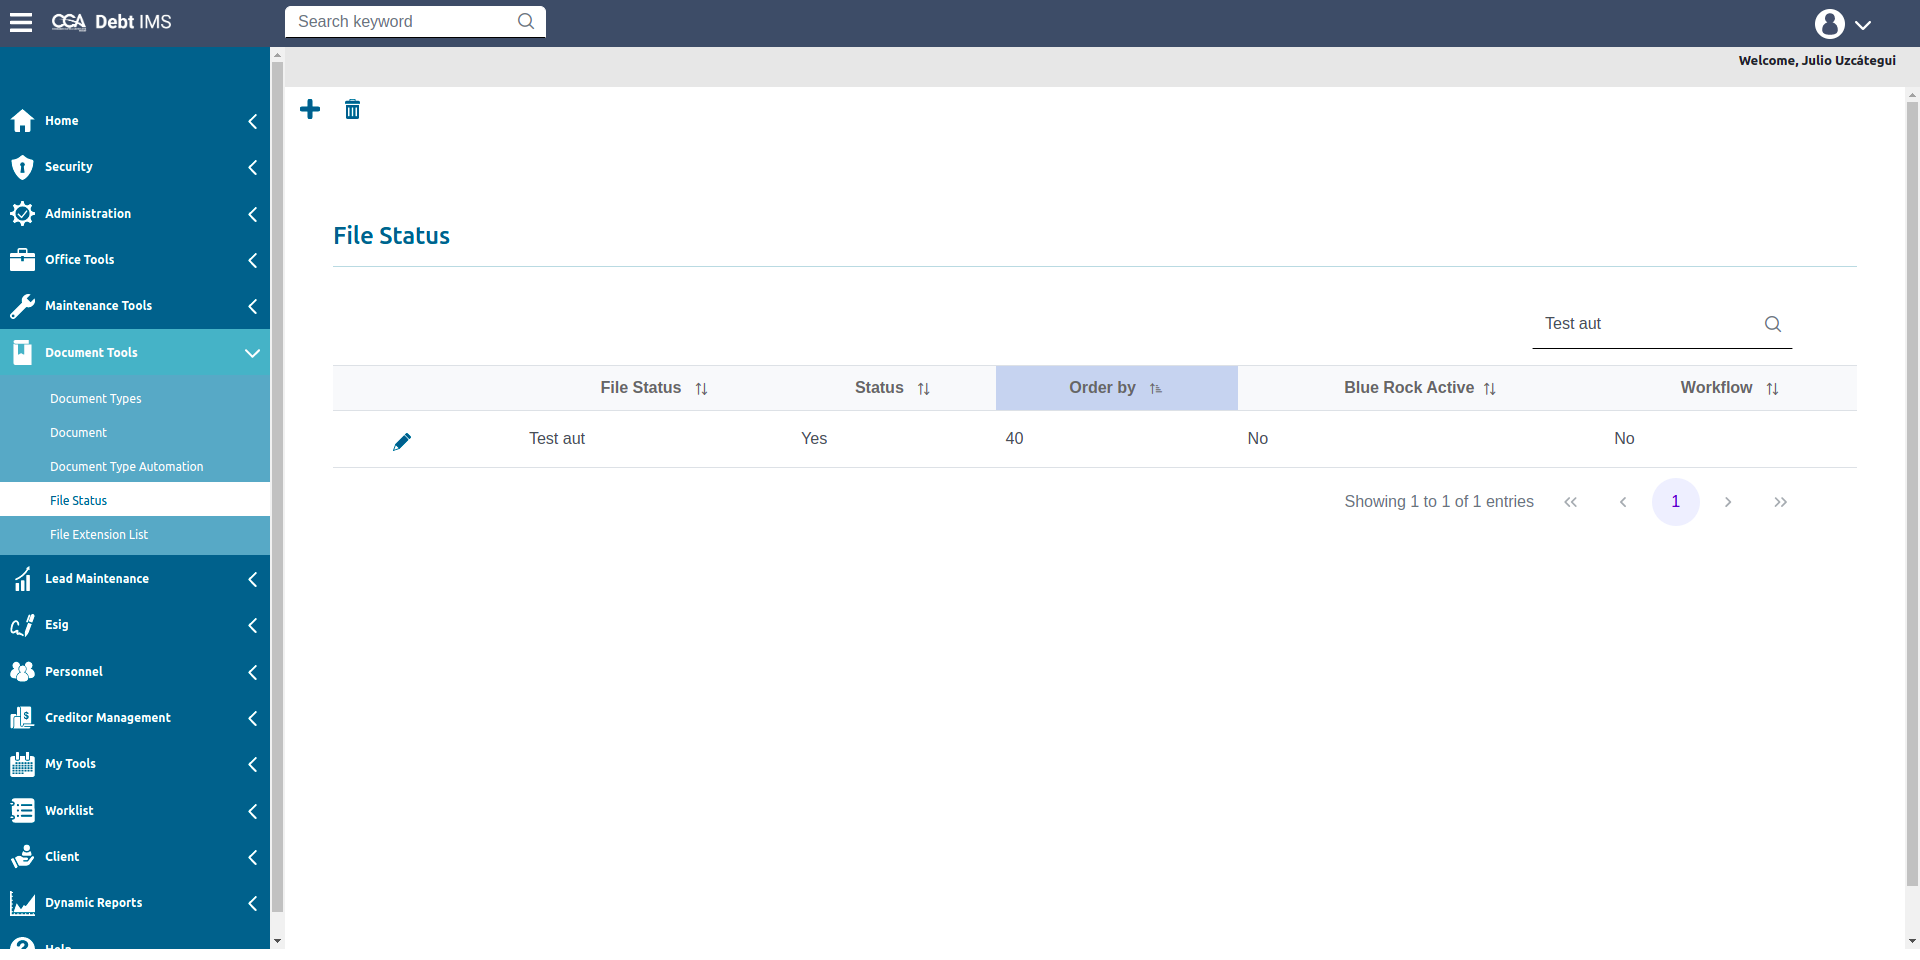 CGA Debt IMS
Search keyword
Welcome, Julio Uzcátegui
Home
Security
Administration
Office Tools
Maintenance Tools
Document Tools
Document Types
Document
Document Type Automation
File Status
File Extension List
Lead Maintenance
Esig
Personnel
Creditor Management
My Tools
Worklist
Client
Dynamic Reports
Help
File Status
Test aut
File Status Status Order by Blue Rock Active Workflow
Test aut Yes 40 No No
Showing 1 to 1 of 1 entries 1